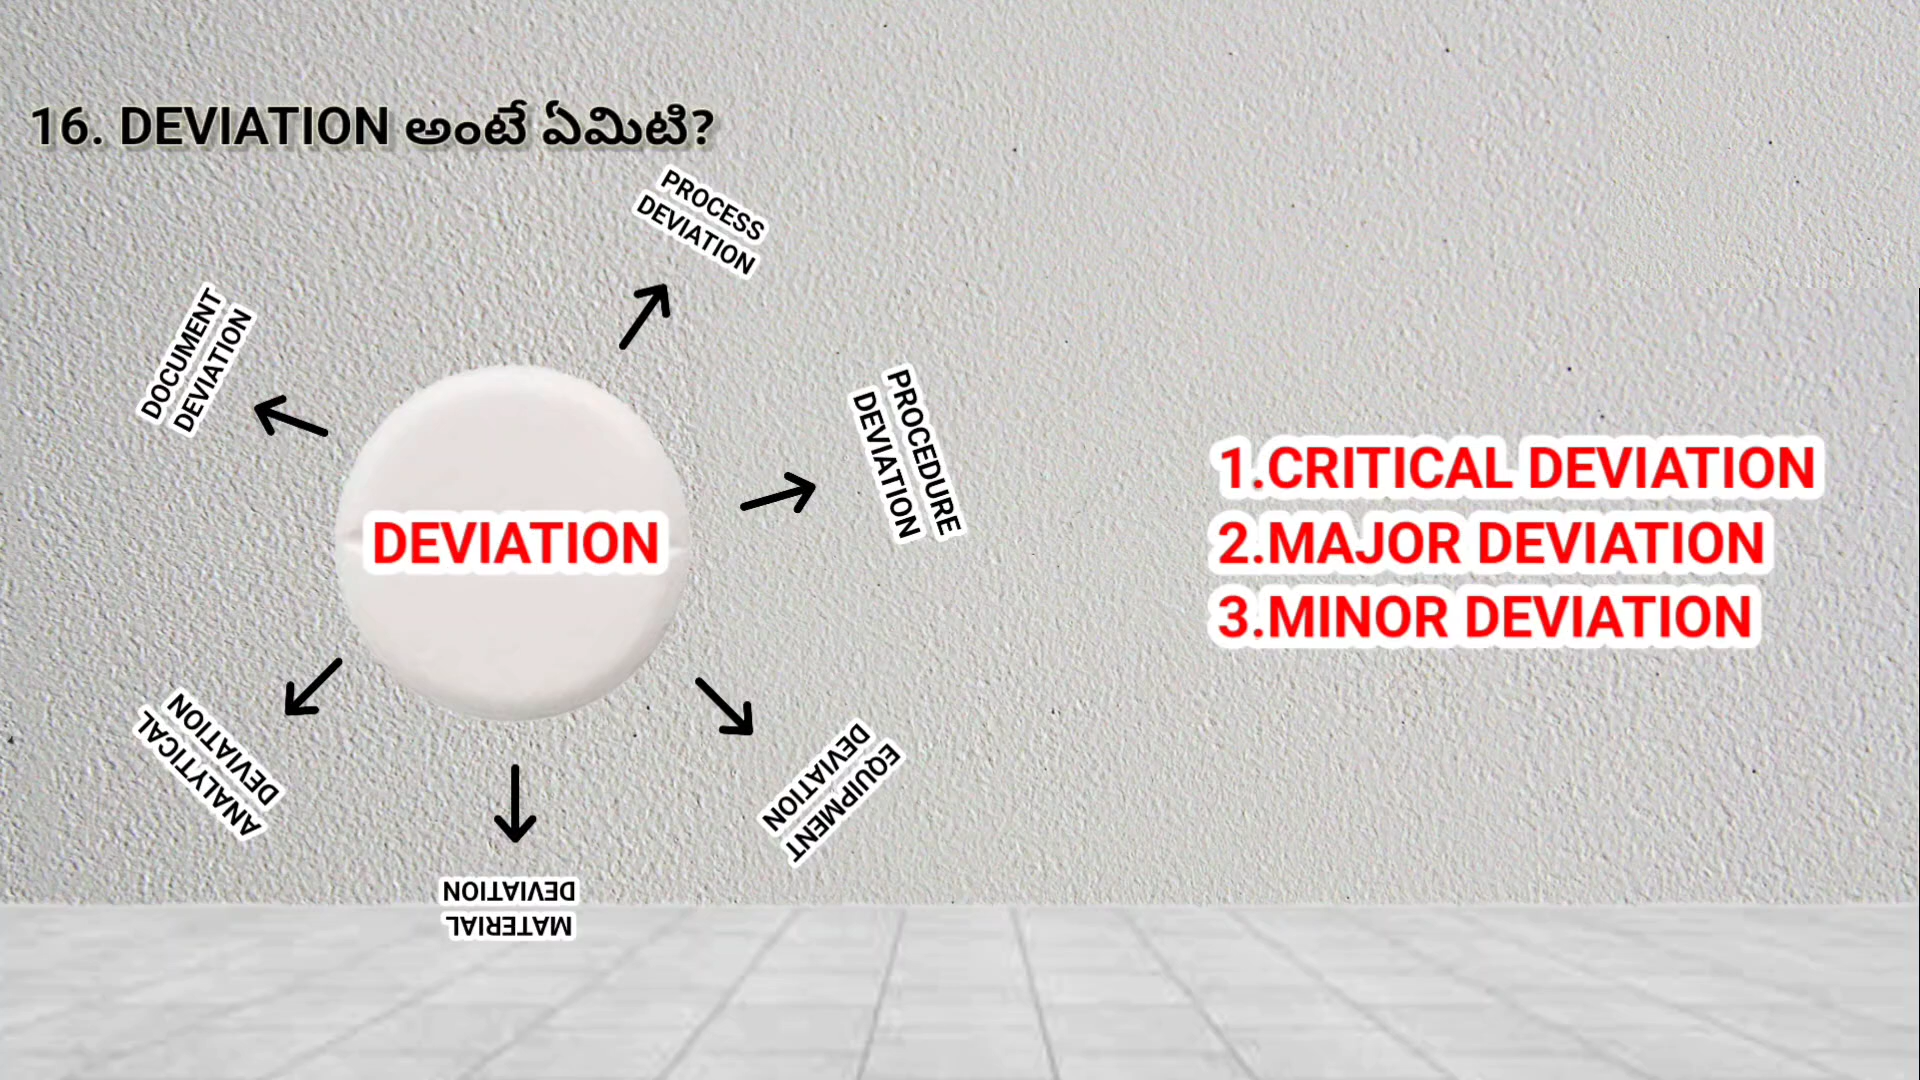 16. DEVIATION అంటే ఏమిటి?
PROCESS
DEVIATION
DOCUMENT
DEVIATION
PROCEDURE
DEVIATION
DEVIATION
1.CRITICAL DEVIATION
2.MAJOR DEVIATION
3.MINOR DEVIATION
ANALYTICAL
DEVIATION
EQUIPMENT
DEVIATION
MATERIAL
DEVIATION